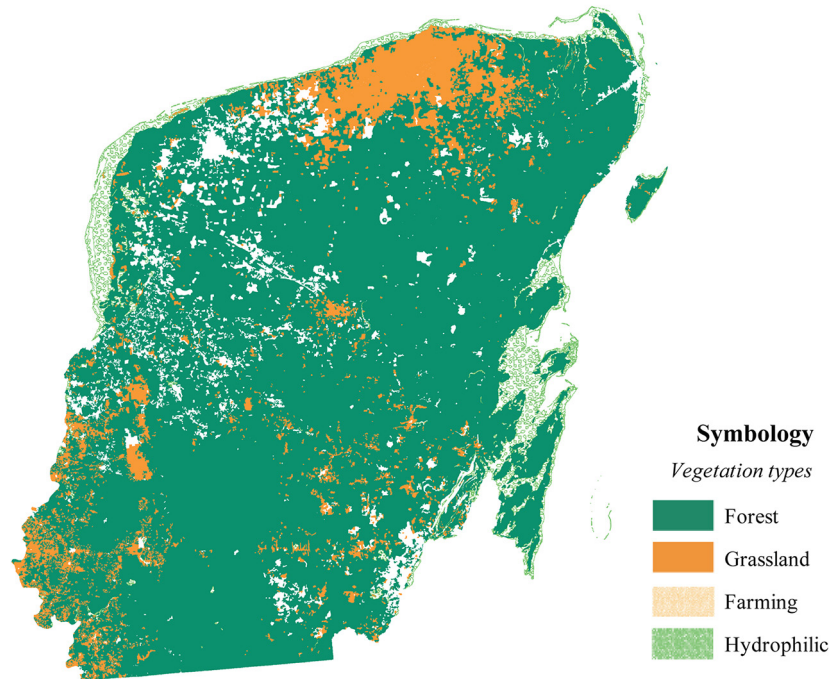 Symbology
Vegetation types
Forest
Grassland
Farming
Hydrophilic